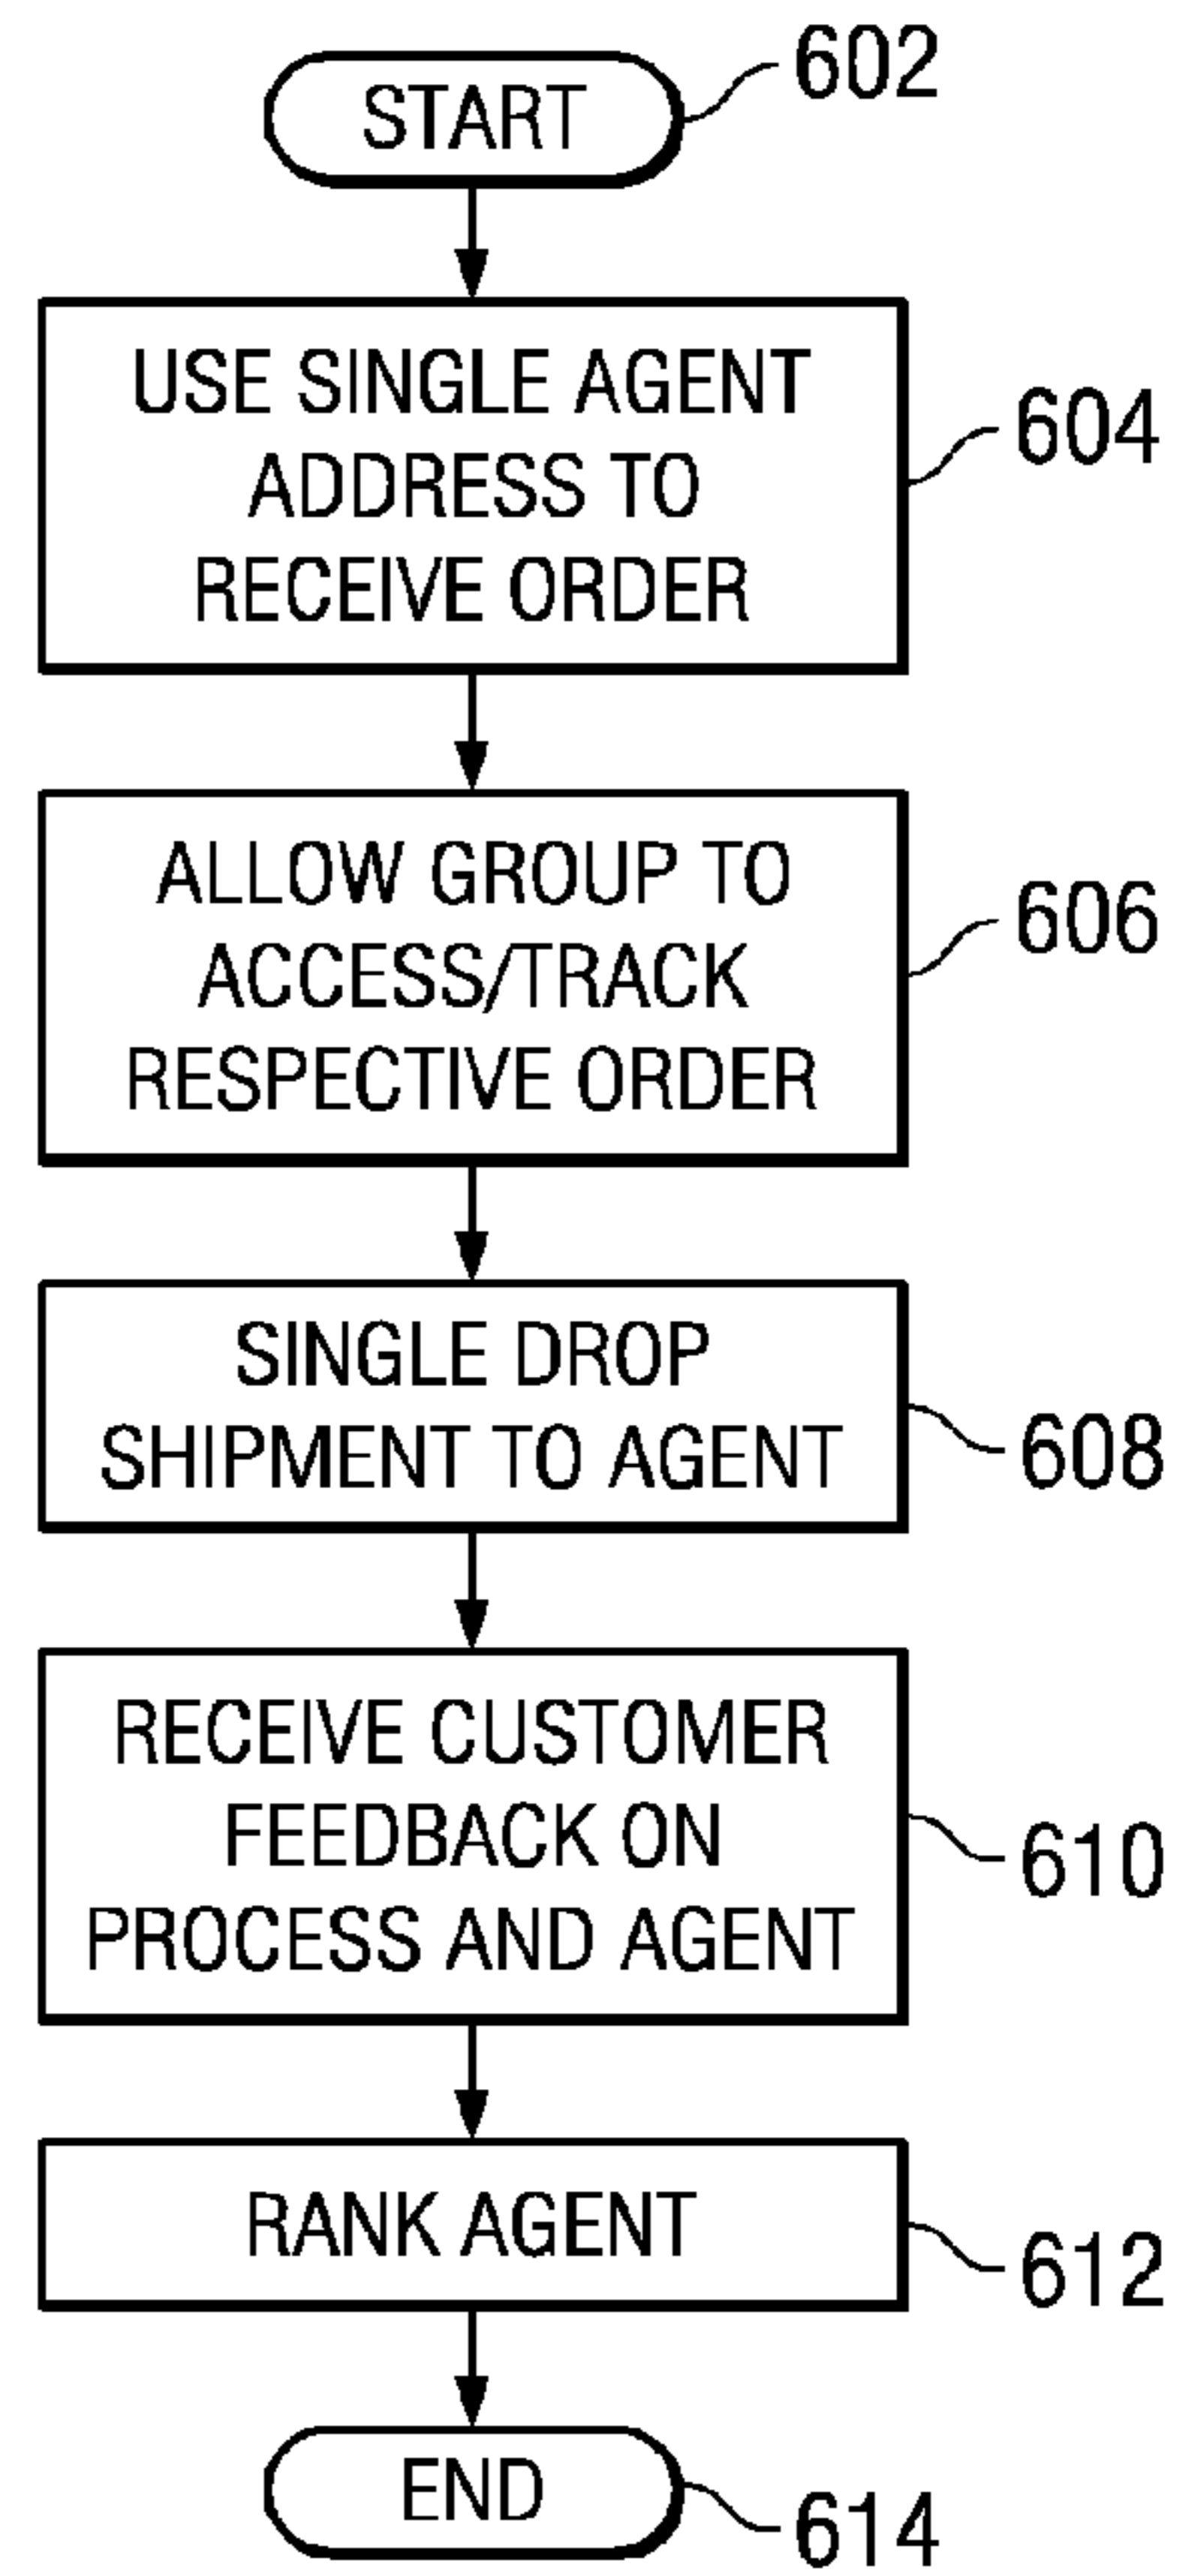 START
602
USE SINGLE AGENT
ADDRESS TO
RECEIVE ORDER
604
ALLOW GROUP TO
ACCESS/TRACK
RESPECTIVE ORDER
606
SINGLE DROP
SHIPMENT TO AGENT
608
RECEIVE CUSTOMER
FEEDBACK ON
PROCESS AND AGENT
610
RANK AGENT
612
END
614